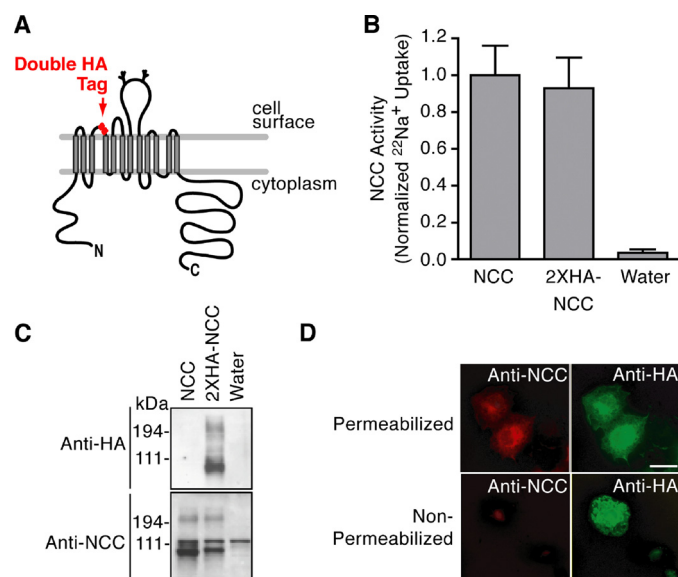 A
Double HA
Tag
cell
surface
cytoplasm
N
C
B
NCC Activity
(Normalized ²²Na⁺ Uptake)
1.2
1.0
0.8
0.6
0.4
0.2
0.0
NCC
2XHA-
NCC
Water
C
NCC
2XHA-NCC
Water
kDa
Anti-HA
194-
111-
Anti-NCC
194-
111-
D
Anti-NCC
Anti-HA
Permeabilized
Anti-NCC
Anti-HA
Non-
Permeabilized